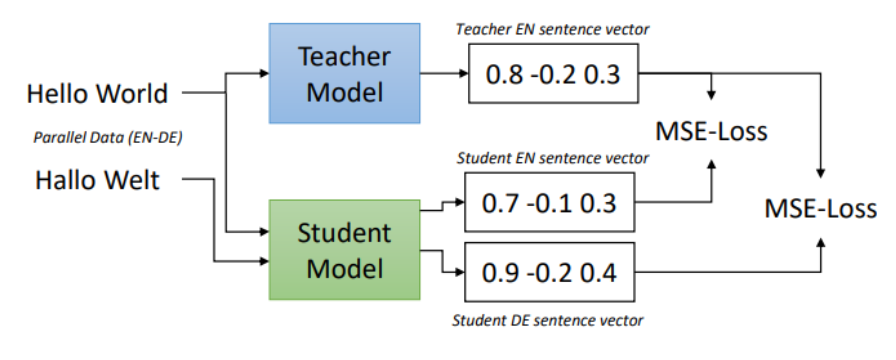 Teacher EN sentence vector
Teacher
Model
0.8 -0.2 0.3
Hello World
Parallel Data (EN-DE)
Hallo Welt
MSE-Loss
Student EN sentence vector
0.7 -0.1 0.3
MSE-Loss
Student
Model
0.9 -0.2 0.4
Student DE sentence vector